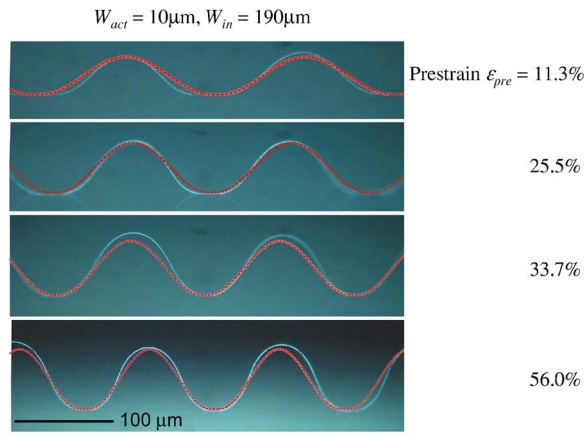 W_act = 10μm, W_in = 190μm
Prestrain ε_pre = 11.3%
25.5%
33.7%
56.0%
100 μm